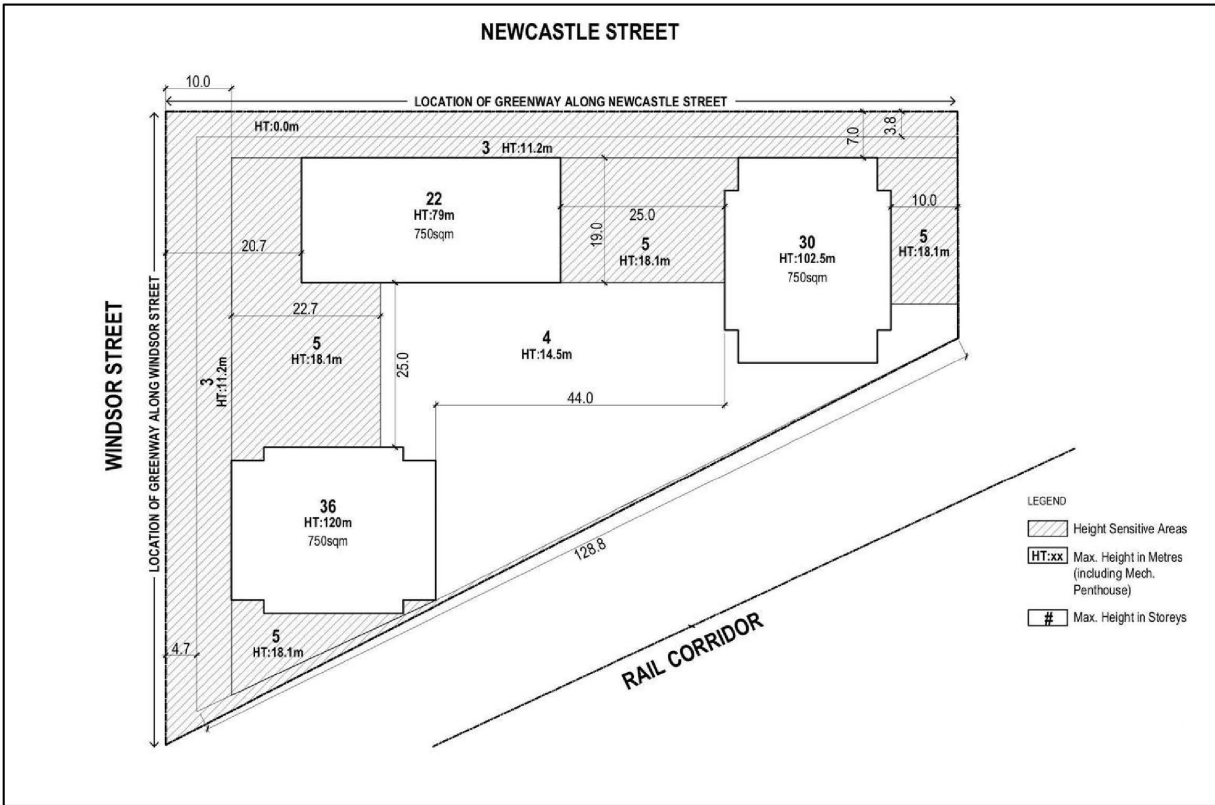 NEWCASTLE STREET
10.0
LOCATION OF GREENWAY ALONG NEWCASTLE STREET
HT:0.0m
3 HT:11.2m
7.0
3.8
22
HT:79m
750sqm
20.7
25.0
19.0
5
HT:18.1m
30
HT:102.5m
750sqm
10.0
5
HT:18.1m
WINDSOR STREET
LOCATION OF GREENWAY ALONG WINDSOR STREET
3
HT:11.2m
22.7
5
HT:18.1m
25.0
4
HT:14.5m
44.0
36
HT:120m
750sqm
128.8
5
HT:18.1m
4.7
RAIL CORRIDOR
LEGEND
Height Sensitive Areas
HT:xx Max. Height in Metres
(including Mech.
Penthouse)
# Max. Height in Storeys